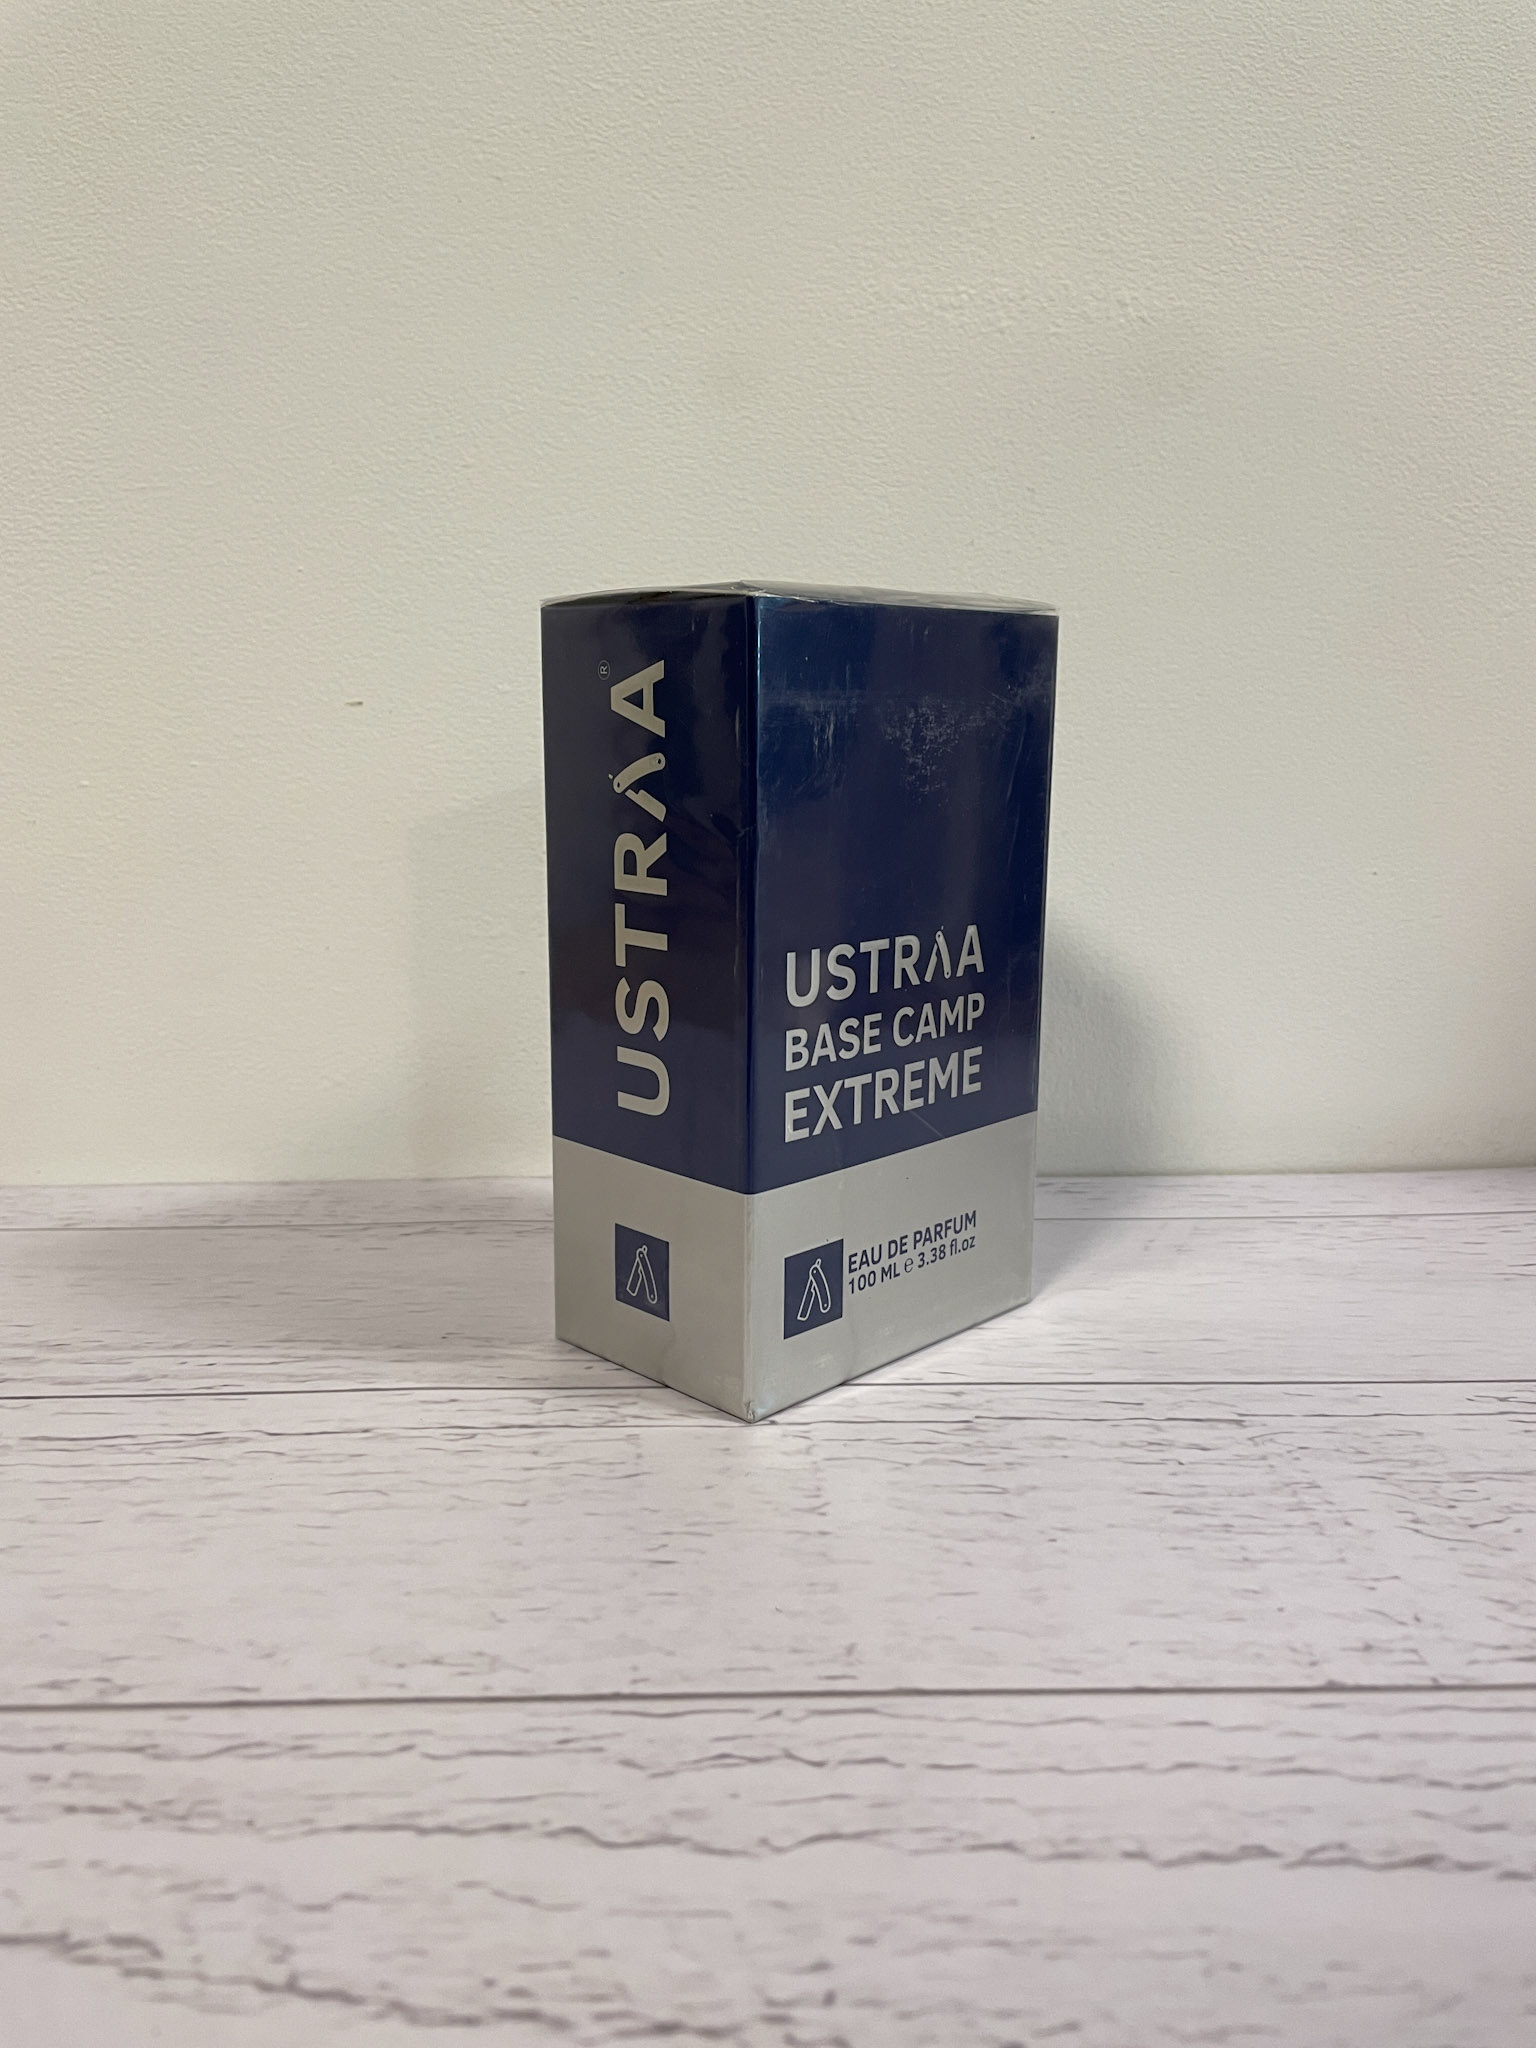 USTRAA®
USTRAA
BASE CAMP
EXTREME
EAU DE PARFUM
100 ML ℮ 3.38 fl.oz